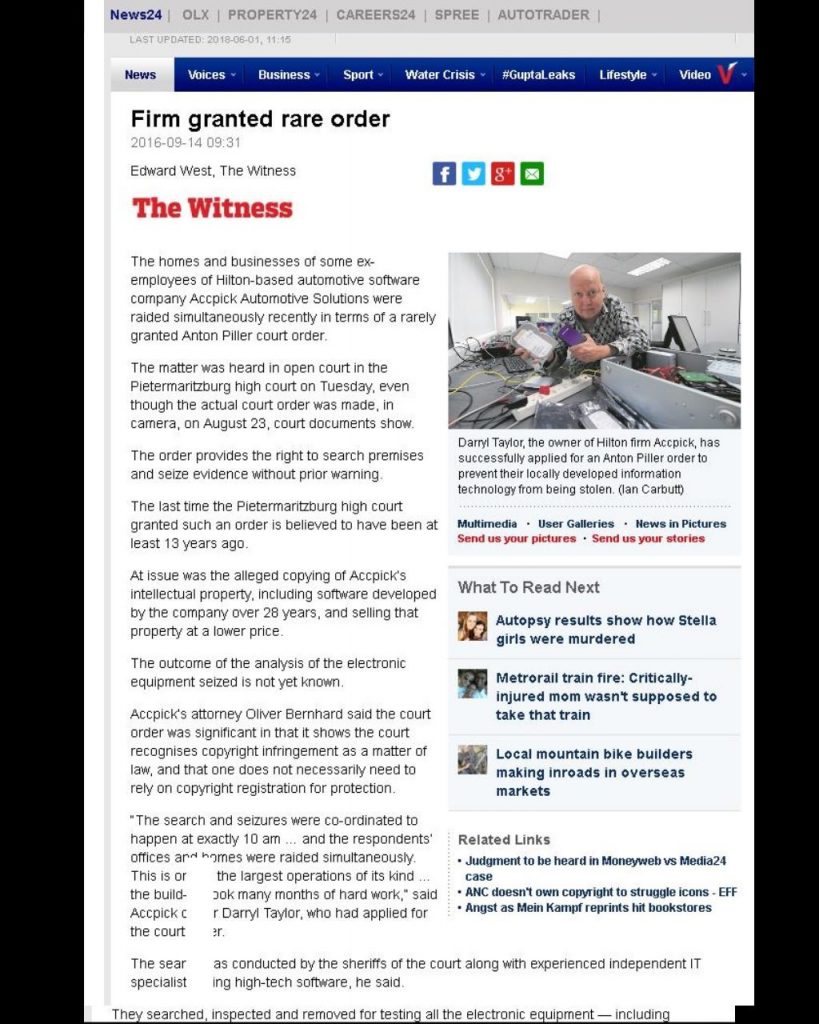 News24 | OLX | PROPERTY24 | CAREERS24 | SPREE | AUTOTRADER |
LAST UPDATED: 2018-06-01, 11:15
News Voices Business Sport Water Crisis #GuptaLeaks Lifestyle Video
Firm granted rare order
2016-09-14 09:31
Edward West, The Witness
The Witness
The homes and businesses of some ex-
employees of Hilton-based automotive software
company Accpick Automotive Solutions were
raided simultaneously recently in terms of a rarely
granted Anton Piller court order.
The matter was heard in open court in the
Pietermaritzburg high court on Tuesday, even
though the actual court order was made, in
camera, on August 23, court documents show.
The order provides the right to search premises
and seize evidence without prior warning.
The last time the Pietermaritzburg high court
granted such an order is believed to have been at
least 13 years ago.
At issue was the alleged copying of Accpick's
intellectual property, including software developed
by the company over 28 years, and selling that
property at a lower price.
The outcome of the analysis of the electronic
equipment seized is not yet known.
Accpick's attorney Oliver Bernhard said the court
order was significant in that it shows the court
recognises copyright infringement as a matter of
law, and that one does not necessarily need to
rely on copyright registration for protection.
"The search and seizures were co-ordinated to
happen at exactly 10 am ... and the respondents'
offices and homes were raided simultaneously.
This is the largest operations of its kind ...
the build- many months of hard work," said
Accpick Darryl Taylor, who had applied for
the court
The conducted by the sheriffs of the court along with experienced independent IT
high-tech software, he said.
They searched, inspected and removed for testing all the electronic equipment — including
Darryl Taylor, the owner of Hilton firm Accpick, has
successfully applied for an Anton Piller order to
prevent their locally developed information
technology from being stolen. (Ian Carbutt)
Multimedia · User Galleries · News in Pictures
Send us your pictures · Send us your stories
What To Read Next
Autopsy results show how Stella
girls were murdered
Metrorail train fire: Critically-
injured mom wasn't supposed to
take that train
Local mountain bike builders
making inroads in overseas
markets
Related Links
• Judgment to be heard in Moneyweb vs Media24
case
• ANC doesn't own copyright to struggle icons - EFF
• Angst as Mein Kampf reprints hit bookstores